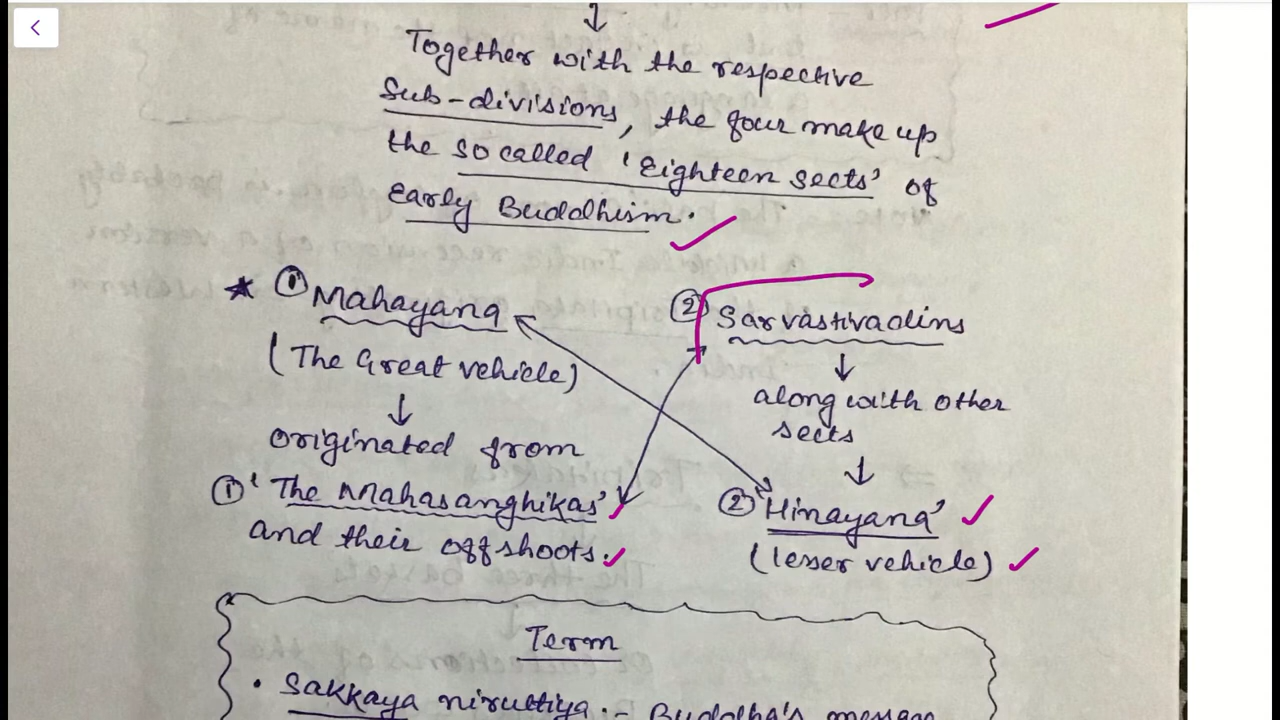 Together with the respective
Sub-divisions, the four make up
the so called 'Eighteen sects' of
Early Buddhism.
① Mahayana
(The Great vehicle)
↓
originated from
① 'The Mahasanghikas'
and their offshoots.
② Sarvastivadins
↓
along with other
sects
↓
② 'Hinayana'
(lesser vehicle)
Term
• Sakkaya niruttiya :- Buddha's message